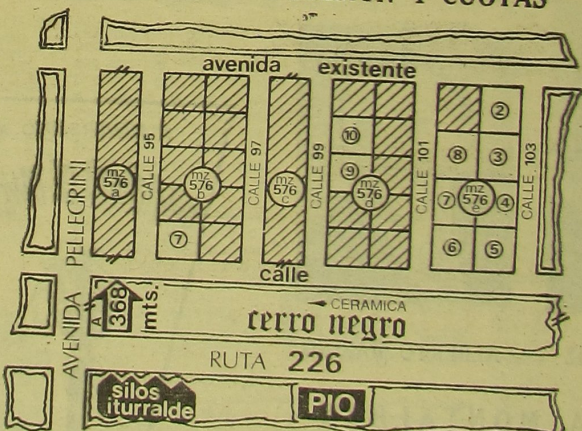 Y CUOTAS
avenida existente
CALLE 95
CALLE 97
CALLE 99
CALLE 101
CALLE 103
②
⑩
⑧ ③
⑨
mz 576 a
mz 576 b
mz 576 c
mz 576 d
mz 576 e
⑦ ④
⑦
⑥ ⑤
calle
AVENIDA PELLEGRINI
A 368 mts.
CERAMICA
cerro negro
RUTA 226
silos
iturralde
PIO